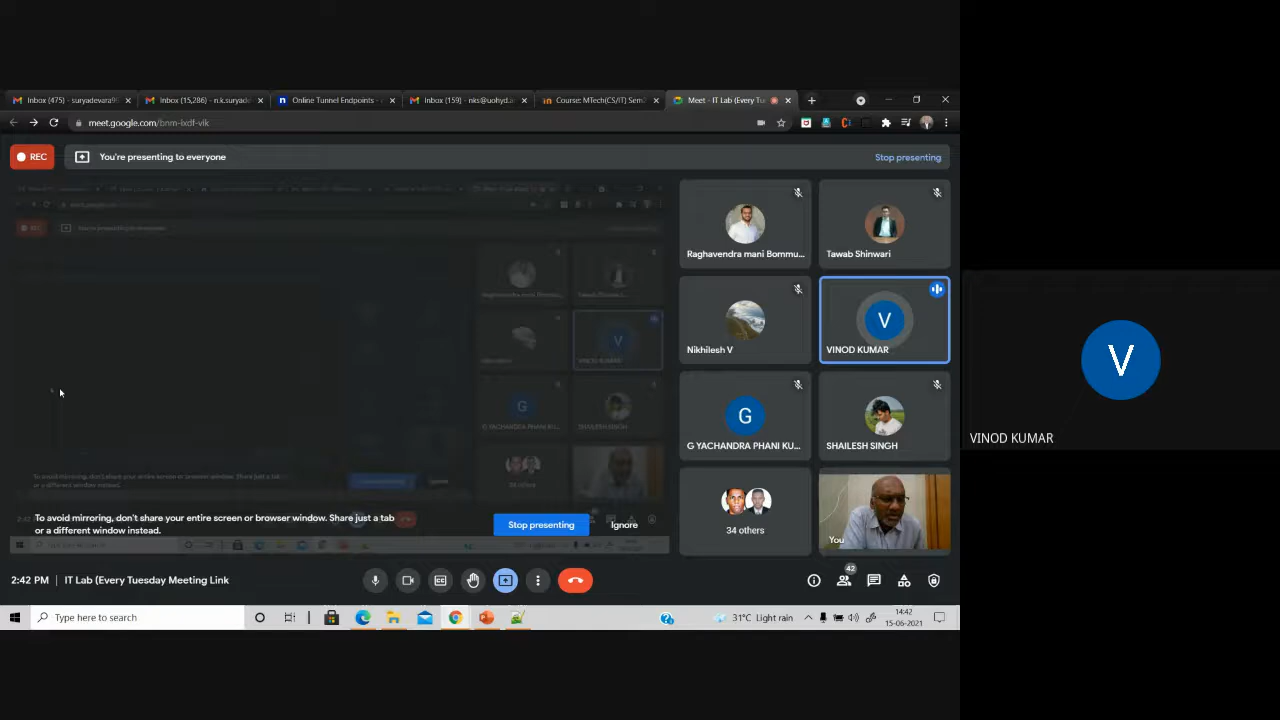 Inbox (475) - suryadevara9
Inbox (15,286) - n.k.suryade
Online Tunnel Endpoints -
Inbox (159) - nks@uohyd.a
Course: MTech(CS/IT) Sem
Meet - IT Lab (Every Tu
meet.google.com/bnm-ixdf-vik
REC
You're presenting to everyone
Stop presenting
Raghavendra mani Bommu...
Tawab Shinwari
Nikhilesh V
V
VINOD KUMAR
G
G YACHANDRA PHANI KU...
SHAILESH SINGH
34 others
You
To avoid mirroring, don't share your entire screen or browser window. Share just a tab
or a different window instead.
Stop presenting
Ignore
2:42 PM
IT Lab (Every Tuesday Meeting Link
42
Type here to search
31°C Light rain
14:42
15-06-2021
V
VINOD KUMAR